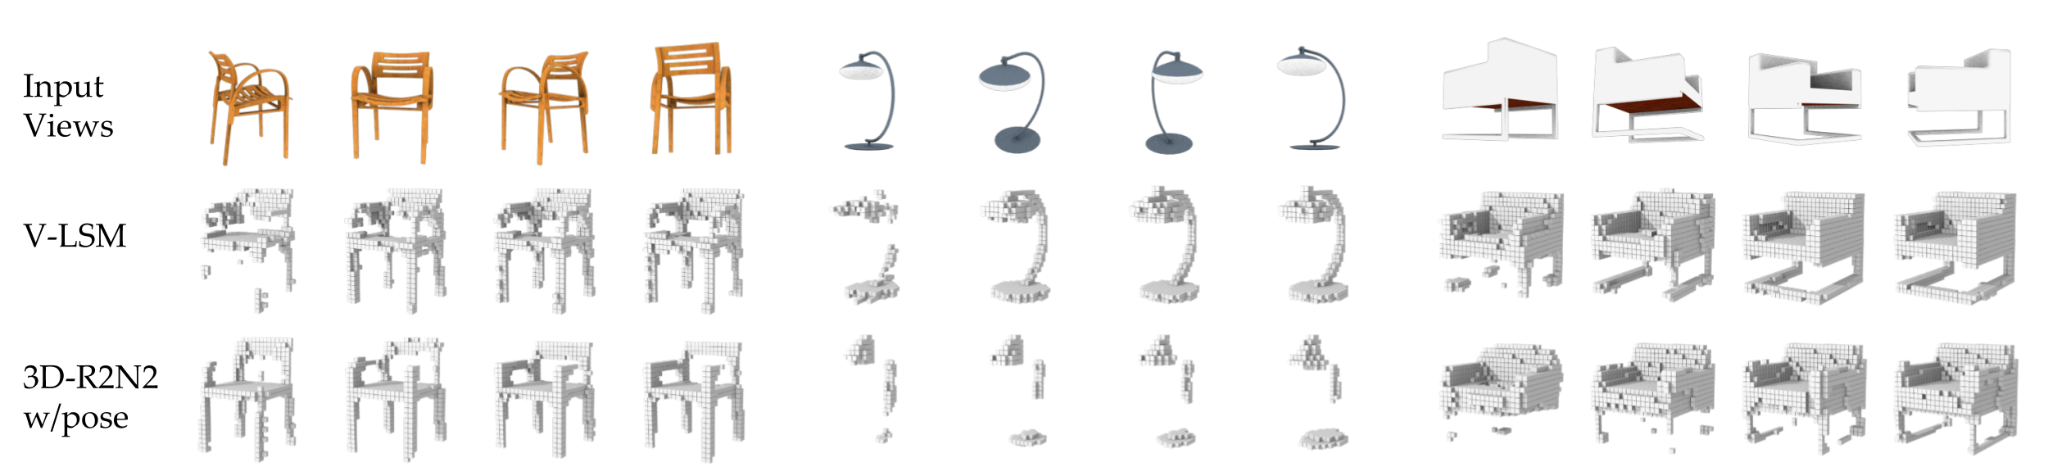 Input
Views
V-LSM
3D-R2N2
w/pose